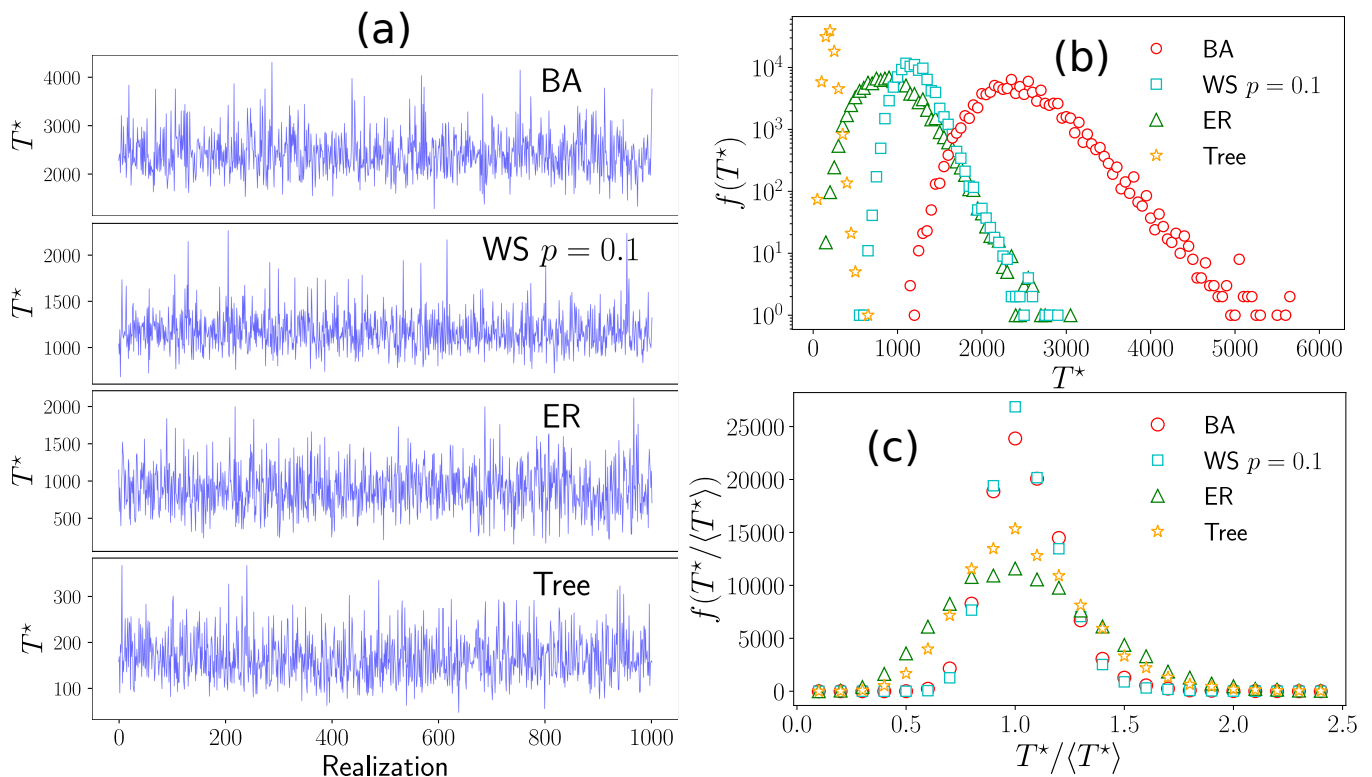 (a)
BA
4000
3000
2000
T⋆
WS p = 0.1
2000
1500
1000
T⋆
ER
2000
1500
1000
500
T⋆
Tree
300
200
100
T⋆
0 200 400 600 800 1000
Realization
(b)
BA
WS p = 0.1
ER
Tree
10^4
10^3
10^2
10^1
10^0
f(T⋆)
0 1000 2000 3000 4000 5000 6000
T⋆
(c)
BA
WS p = 0.1
ER
Tree
25000
20000
15000
10000
5000
0
f(T⋆/⟨T⋆⟩)
0.0 0.5 1.0 1.5 2.0 2.5
T⋆/⟨T⋆⟩